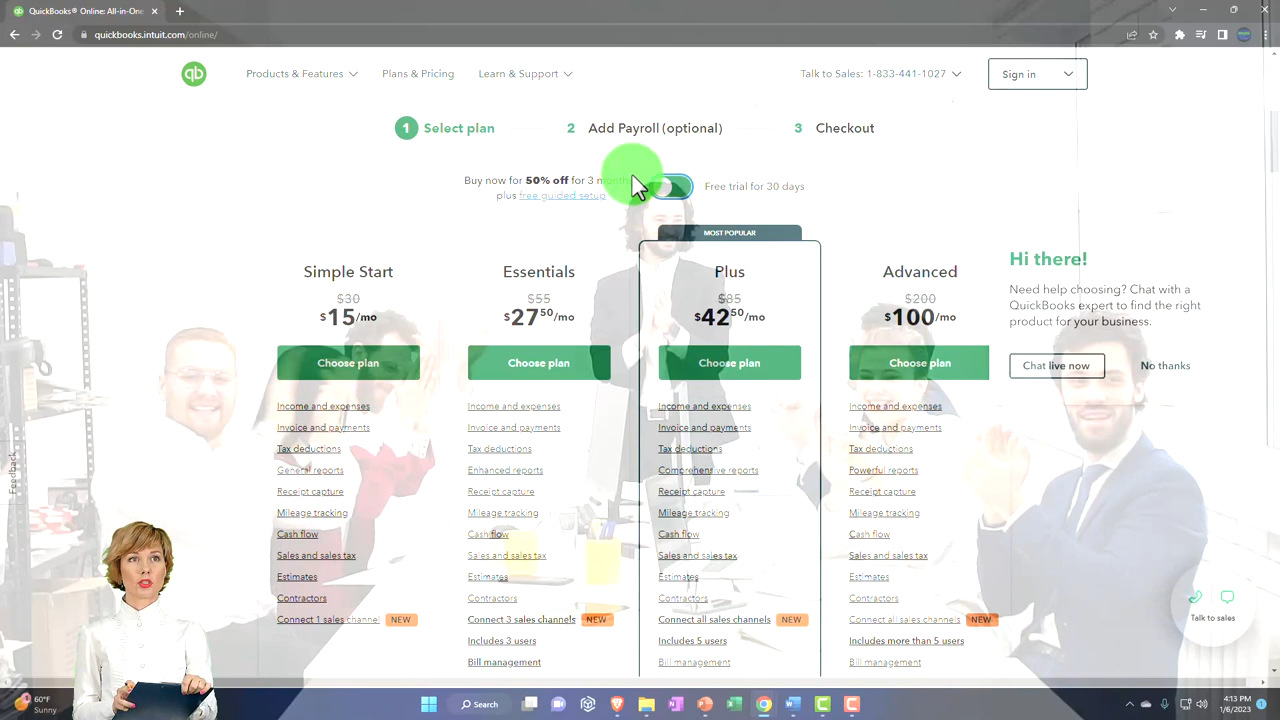 QuickBooks® Online: All-in-One
quickbooks.intuit.com/online/
qb
Products & Features
Plans & Pricing
Learn & Support
Talk to Sales: 1-833-441-1027
Sign in
1 Select plan
2 Add Payroll (optional)
3 Checkout
Buy now for 50% off for 3 months
plus free guided setup
Free trial for 30 days
MOST POPULAR
Simple Start
$30
$15/mo
Choose plan
Income and expenses
Invoice and payments
Tax deductions
General reports
Receipt capture
Mileage tracking
Cash flow
Sales and sales tax
Estimates
Contractors
Connect 1 sales channel NEW
Essentials
$55
$27.50/mo
Choose plan
Income and expenses
Invoice and payments
Tax deductions
Enhanced reports
Receipt capture
Mileage tracking
Cash flow
Sales and sales tax
Estimates
Contractors
Connect 3 sales channels NEW
Includes 3 users
Bill management
Plus
$85
$42.50/mo
Choose plan
Income and expenses
Invoice and payments
Tax deductions
Comprehensive reports
Receipt capture
Mileage tracking
Cash flow
Sales and sales tax
Estimates
Contractors
Connect all sales channels NEW
Includes 5 users
Bill management
Advanced
$200
$100/mo
Choose plan
Income and expenses
Invoice and payments
Tax deductions
Powerful reports
Receipt capture
Mileage tracking
Cash flow
Sales and sales tax
Estimates
Contractors
Connect all sales channels NEW
Includes more than 5 users
Bill management
Hi there!
Need help choosing? Chat with a
QuickBooks expert to find the right
product for your business.
Chat live now
No thanks
Feedback
Talk to sales
60°F
Sunny
Search
4:13 PM
1/6/2023